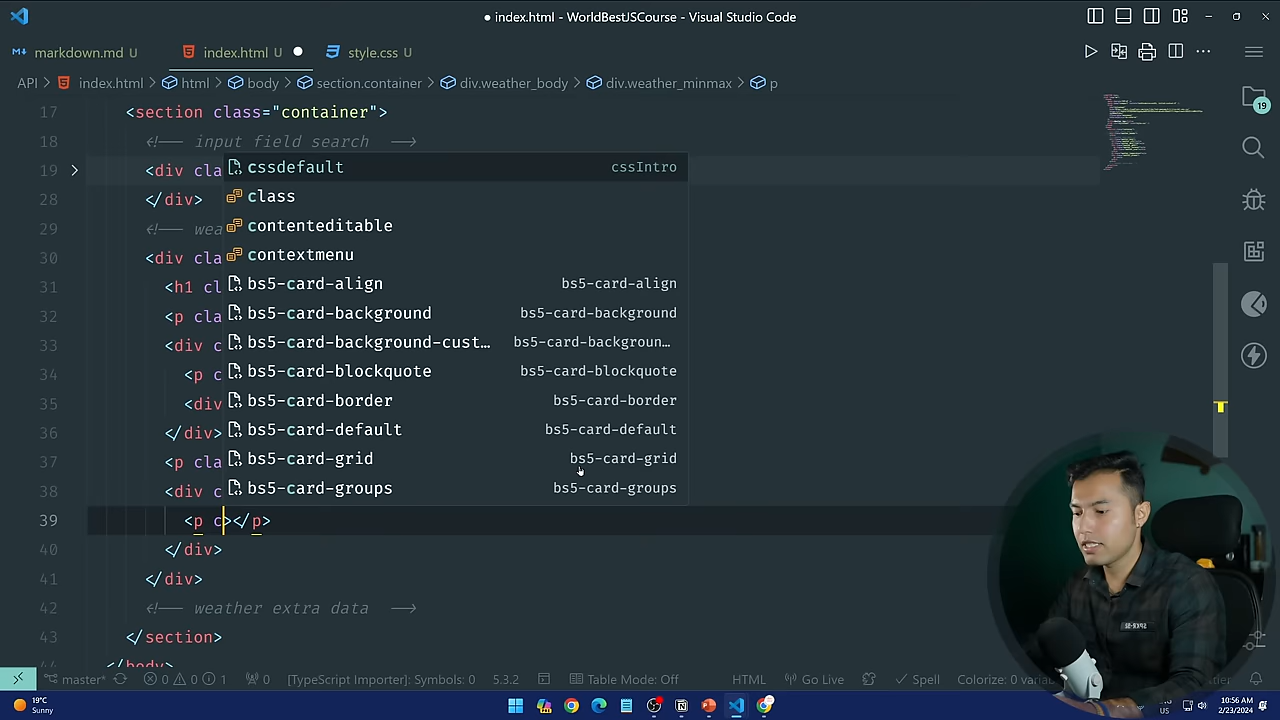 index.html - WorldBestJSCourse - Visual Studio Code
markdown.md U
index.html U
style.css U
API > index.html > html > body > section.container > div.weather_body > div.weather_minmax > p
17 <section class="container">
18 <!-- input field search -->
19 <div cla
28 </div>
29 <!-- wea
30 <div cla
31 <h1 cl
32 <p cla
33 <div c
34 <p c
35 <div
36 </div>
37 <p cla
38 <div c
39 <p c></p>
40 </div>
41 </div>
42 <!-- weather extra data -->
43 </section>
44 </body>
cssdefault cssIntro
class
contenteditable
contextmenu
bs5-card-align bs5-card-align
bs5-card-background bs5-card-background
bs5-card-background-cust… bs5-card-backgroun…
bs5-card-blockquote bs5-card-blockquote
bs5-card-border bs5-card-border
bs5-card-default bs5-card-default
bs5-card-grid bs5-card-grid
bs5-card-groups bs5-card-groups
19
master* 0 0 1 0 [TypeScript Importer]: Symbols: 0 5.3.2 Table Mode: Off HTML Go Live Spell Colorize: 0 varia
19°C
Sunny
US
10:56 AM
2/23/2024